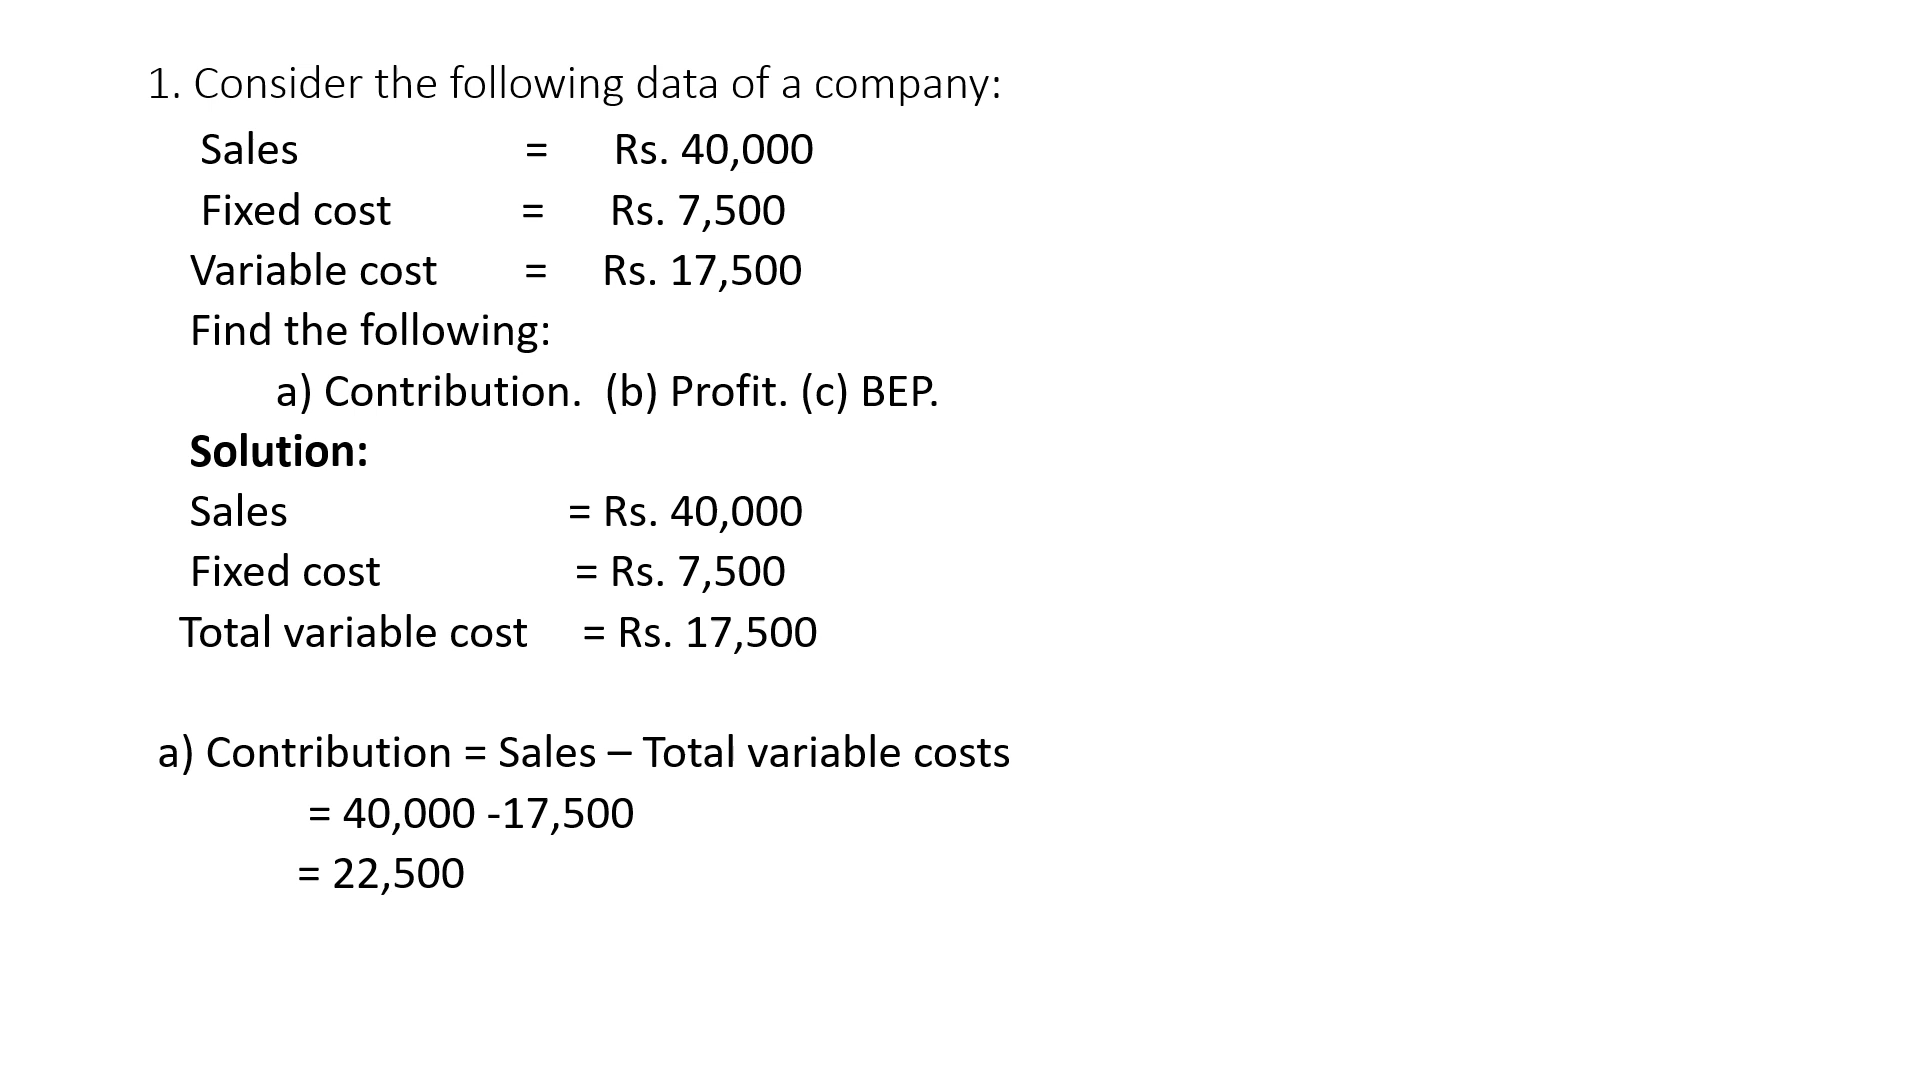 1. Consider the following data of a company:
Sales = Rs. 40,000
Fixed cost = Rs. 7,500
Variable cost = Rs. 17,500
Find the following:
a) Contribution. (b) Profit. (c) BEP.
Solution:
Sales = Rs. 40,000
Fixed cost = Rs. 7,500
Total variable cost = Rs. 17,500
a) Contribution = Sales – Total variable costs
= 40,000 -17,500
= 22,500